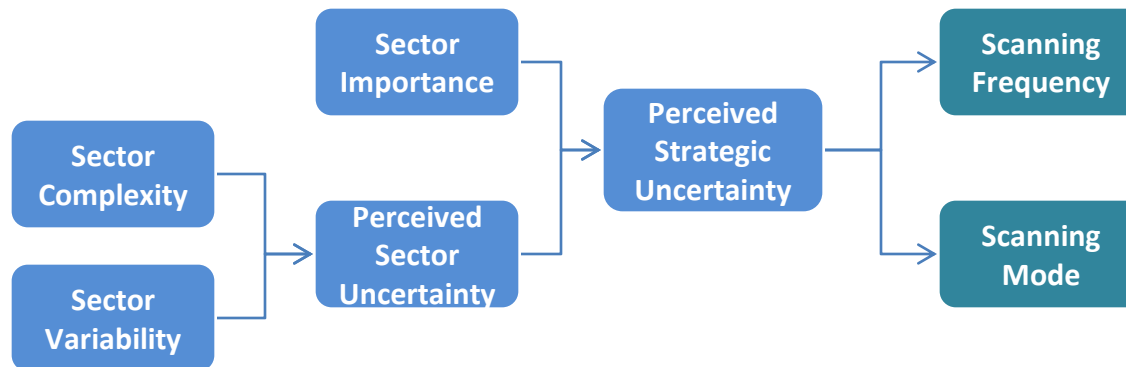 Sector
Complexity
Sector
Variability
Sector
Importance
Perceived
Sector
Uncertainty
Perceived
Strategic
Uncertainty
Scanning
Frequency
Scanning
Mode